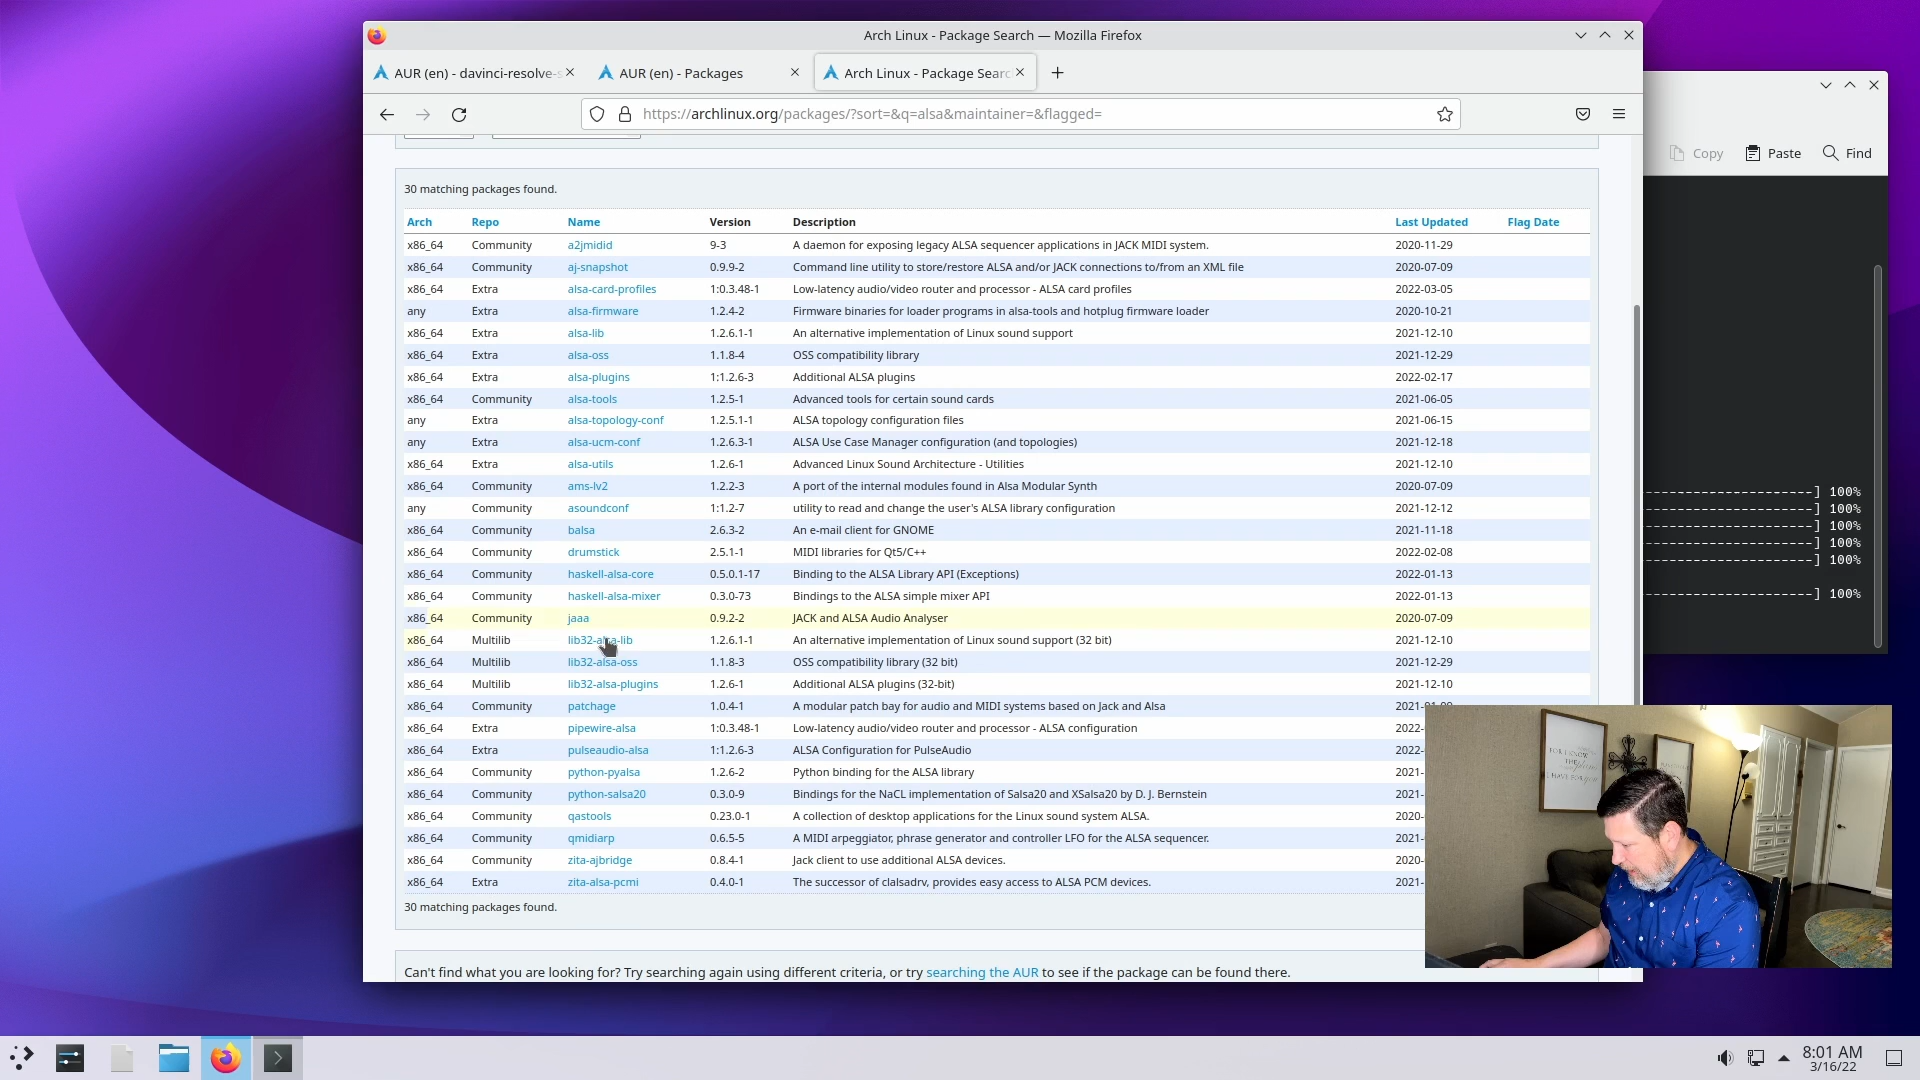 Arch Linux - Package Search — Mozilla Firefox
AUR (en) - davinci-resolve-s
AUR (en) - Packages
Arch Linux - Package Searc
https://archlinux.org/packages/?sort=&q=alsa&maintainer=&flagged=
Copy Paste Find
30 matching packages found.
Arch Repo Name Version Description Last Updated Flag Date
x86_64 Community a2jmidid 9-3 A daemon for exposing legacy ALSA sequencer applications in JACK MIDI system. 2020-11-29
x86_64 Community aj-snapshot 0.9.9-2 Command line utility to store/restore ALSA and/or JACK connections to/from an XML file 2020-07-09
x86_64 Extra alsa-card-profiles 1:0.3.48-1 Low-latency audio/video router and processor - ALSA card profiles 2022-03-05
any Extra alsa-firmware 1.2.4-2 Firmware binaries for loader programs in alsa-tools and hotplug firmware loader 2020-10-21
x86_64 Extra alsa-lib 1.2.6.1-1 An alternative implementation of Linux sound support 2021-12-10
x86_64 Extra alsa-oss 1.1.8-4 OSS compatibility library 2021-12-29
x86_64 Extra alsa-plugins 1:1.2.6-3 Additional ALSA plugins 2022-02-17
x86_64 Community alsa-tools 1.2.5-1 Advanced tools for certain sound cards 2021-06-05
any Extra alsa-topology-conf 1.2.5.1-1 ALSA topology configuration files 2021-06-15
any Extra alsa-ucm-conf 1.2.6.3-1 ALSA Use Case Manager configuration (and topologies) 2021-12-18
x86_64 Extra alsa-utils 1.2.6-1 Advanced Linux Sound Architecture - Utilities 2021-12-10
x86_64 Community ams-lv2 1.2.2-3 A port of the internal modules found in Alsa Modular Synth 2020-07-09
any Community asoundconf 1:1.2-7 utility to read and change the user's ALSA library configuration 2021-12-12
x86_64 Community balsa 2.6.3-2 An e-mail client for GNOME 2021-11-18
x86_64 Community drumstick 2.5.1-1 MIDI libraries for Qt5/C++ 2022-02-08
x86_64 Community haskell-alsa-core 0.5.0.1-17 Binding to the ALSA Library API (Exceptions) 2022-01-13
x86_64 Community haskell-alsa-mixer 0.3.0-73 Bindings to the ALSA simple mixer API 2022-01-13
x86_64 Community jaaa 0.9.2-2 JACK and ALSA Audio Analyser 2020-07-09
x86_64 Multilib lib32-alsa-lib 1.2.6.1-1 An alternative implementation of Linux sound support (32 bit) 2021-12-10
x86_64 Multilib lib32-alsa-oss 1.1.8-3 OSS compatibility library (32 bit) 2021-12-29
x86_64 Multilib lib32-alsa-plugins 1.2.6-1 Additional ALSA plugins (32-bit) 2021-12-10
x86_64 Community patchage 1.0.4-1 A modular patch bay for audio and MIDI systems based on Jack and Alsa
x86_64 Extra pipewire-alsa 1:0.3.48-1 Low-latency audio/video router and processor - ALSA configuration 2022-
x86_64 Extra pulseaudio-alsa 1:1.2.6-3 ALSA Configuration for PulseAudio 2022-
x86_64 Community python-pyalsa 1.2.6-2 Python binding for the ALSA library 2021-
x86_64 Community python-salsa20 0.3.0-9 Bindings for the NaCL implementation of Salsa20 and XSalsa20 by D. J. Bernstein 2021-
x86_64 Community qastools 0.23.0-1 A collection of desktop applications for the Linux sound system ALSA. 2020-
x86_64 Community qmidiarp 0.6.5-5 A MIDI arpeggiator, phrase generator and controller LFO for the ALSA sequencer. 2021-
x86_64 Community zita-ajbridge 0.8.4-1 Jack client to use additional ALSA devices. 2020-
x86_64 Extra zita-alsa-pcmi 0.4.0-1 The successor of clalsadrv, provides easy access to ALSA PCM devices. 2021-
30 matching packages found.
Can't find what you are looking for? Try searching again using different criteria, or try searching the AUR to see if the package can be found there.
--------------------] 100%
--------------------] 100%
--------------------] 100%
--------------------] 100%
--------------------] 100%
--------------------] 100%
FOR I KNOW
THE
I HAVE FOR
8:01 AM
3/16/22